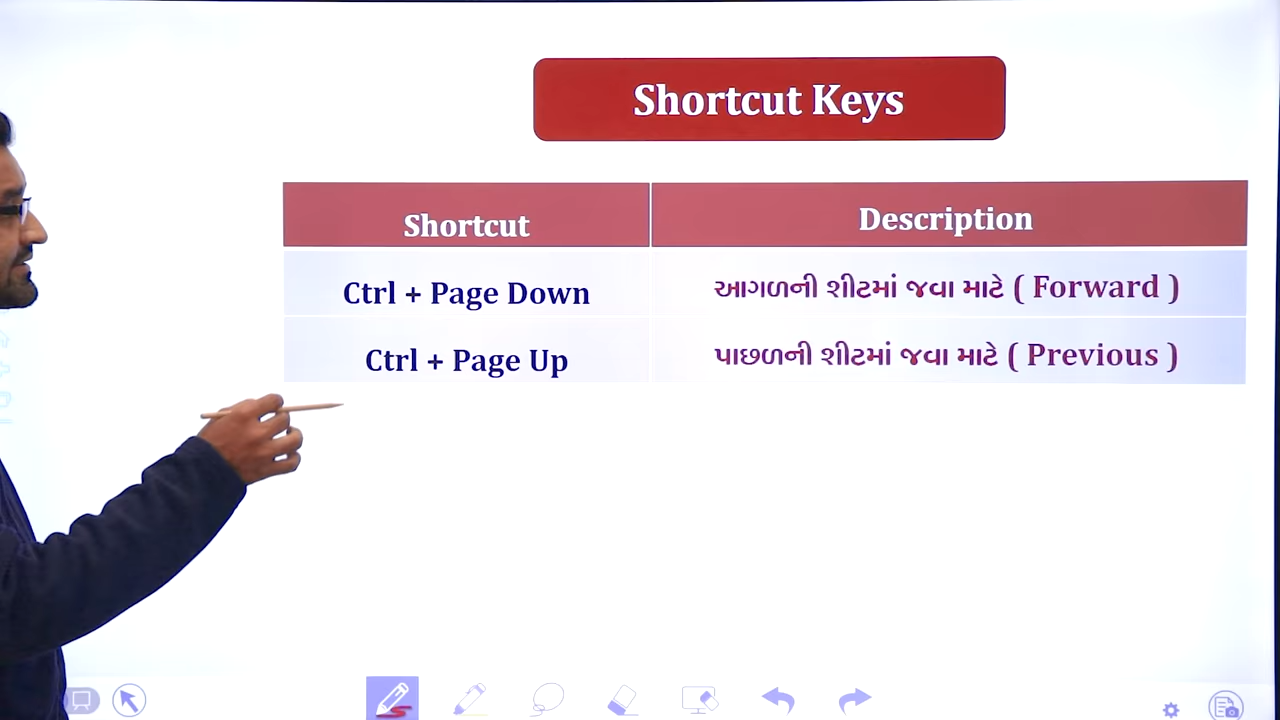 Shortcut Keys
Shortcut Description
Ctrl + Page Down આગળની શીટમાં જવા માટે ( Forward )
Ctrl + Page Up પાછળની શીટમાં જવા માટે ( Previous )